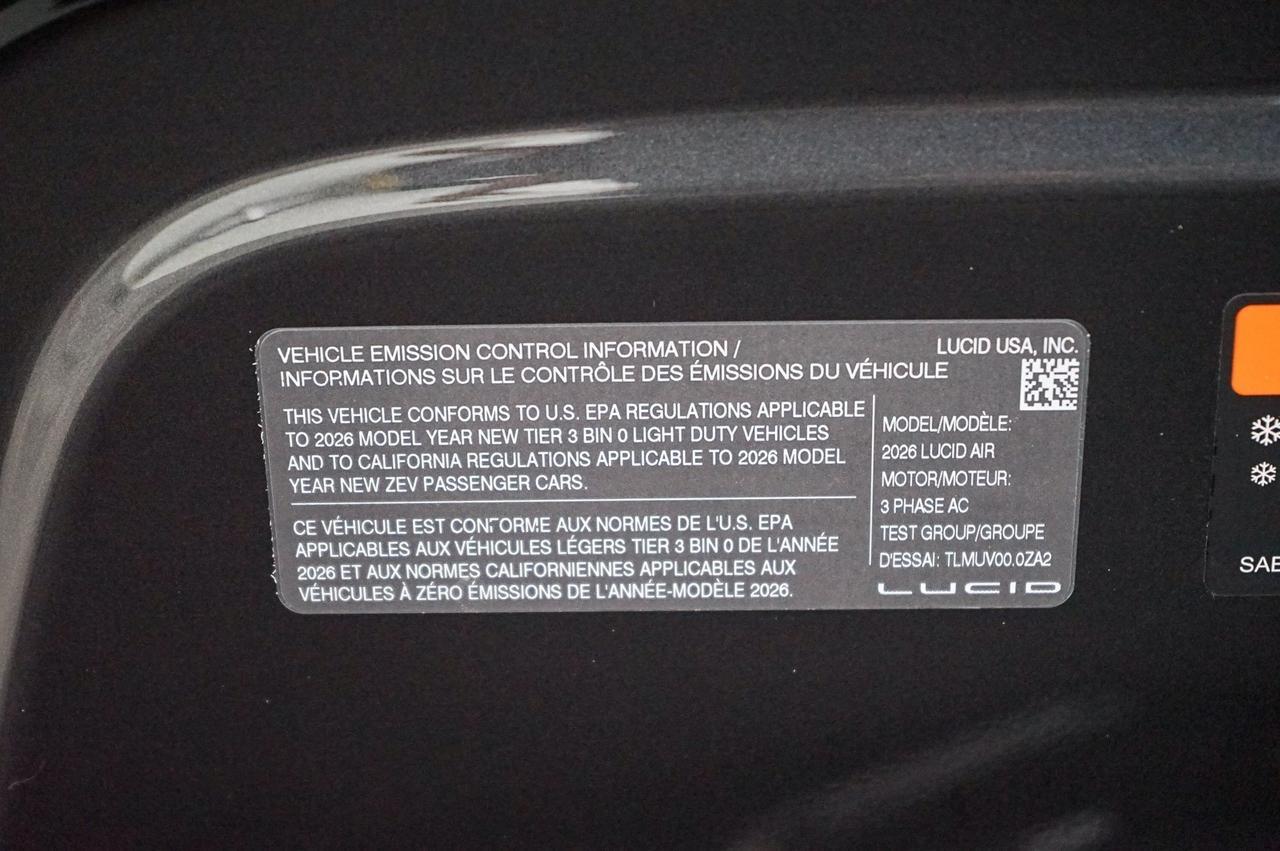 VEHICLE EMISSION CONTROL INFORMATION /
INFORMATIONS SUR LE CONTRÔLE DES ÉMISSIONS DU VÉHICULE
LUCID USA, INC.
THIS VEHICLE CONFORMS TO U.S. EPA REGULATIONS APPLICABLE
TO 2026 MODEL YEAR NEW TIER 3 BIN 0 LIGHT DUTY VEHICLES
AND TO CALIFORNIA REGULATIONS APPLICABLE TO 2026 MODEL
YEAR NEW ZEV PASSENGER CARS.
CE VÉHICULE EST CONFORME AUX NORMES DE L'U.S. EPA
APPLICABLES AUX VÉHICULES LÉGERS TIER 3 BIN 0 DE L'ANNÉE
2026 ET AUX NORMES CALIFORNIENNES APPLICABLES AUX
VÉHICULES À ZÉRO ÉMISSIONS DE L'ANNÉE-MODÈLE 2026.
MODEL/MODÈLE:
2026 LUCID AIR
MOTOR/MOTEUR:
3 PHASE AC
TEST GROUP/GROUPE
D'ESSAI: TLMUV00.0ZA2
LUCID
SAE